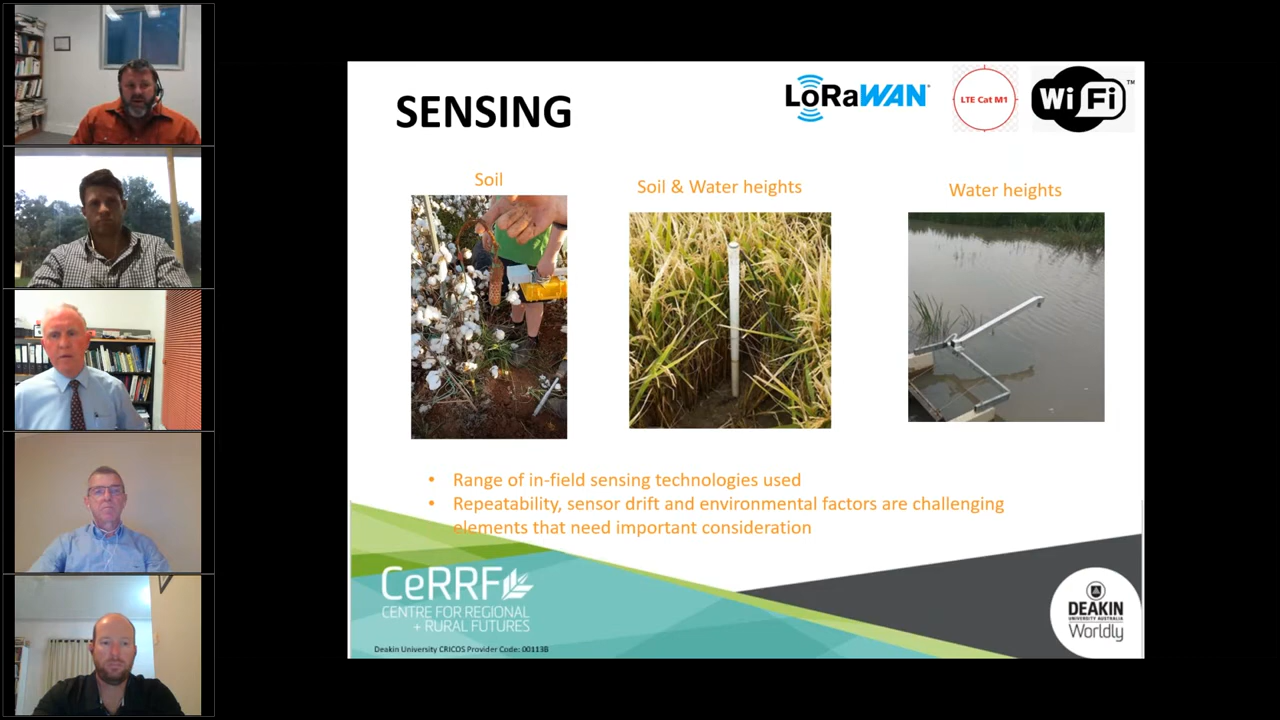 SENSING
LoRaWAN
LTE Cat M1
WiFi™
Soil
Soil & Water heights
Water heights
• Range of in-field sensing technologies used
• Repeatability, sensor drift and environmental factors are challenging
elements that need important consideration
CeRRF
CENTRE FOR REGIONAL
+ RURAL FUTURES
Deakin University CRICOS Provider Code: 00113B
DEAKIN
UNIVERSITY AUSTRALIA
Worldly